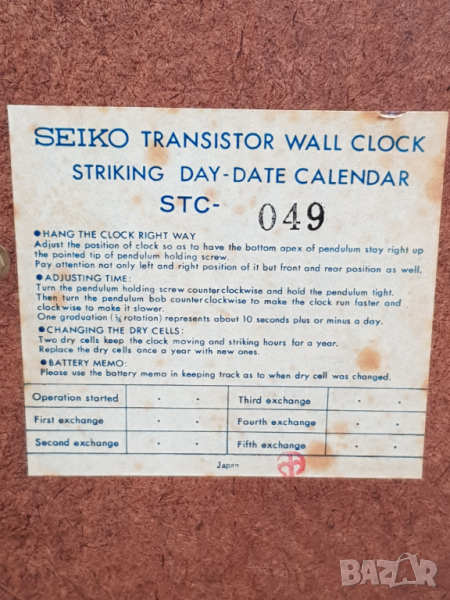 SEIKO TRANSISTOR WALL CLOCK
STRIKING DAY-DATE CALENDAR
STC- 049
●HANG THE CLOCK RIGHT WAY
Adjust the position of clock so as to have the bottom apex of pendulum stay right up
the pointed tip of pendulum holding screw.
Pay attention not only left and right position of it but front and rear position as well.
●ADJUSTING TIME:
Turn the pendulum holding screw counterclockwise and hold the pendulum tight.
Then turn the pendulum bob counterclockwise to make the clock run faster and
clockwise to make it slower.
One graduation (⅙ rotation) represents about 10 seconds plus or minus a day.
●CHANGING THE DRY CELLS:
Two dry cells keep the clock moving and striking hours for a year.
Replace the dry cells once a year with new ones.
●BATTERY MEMO:
Please use the battery memo in keeping track as to when dry cell was changed.
Operation started · · Third exchange · ·
First exchange · · Fourth exchange · ·
Second exchange · · Fifth exchange · ·
Japan
BAZAR.bg